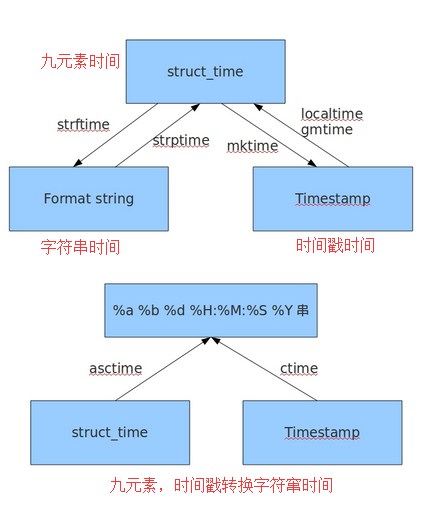 九元素时间
struct_time
strftime
strptime
localtime
gmtime
mktime
Format string
Timestamp
字符串时间
时间戳时间
%a %b %d %H:%M:%S %Y 串
asctime
ctime
struct_time
Timestamp
九元素，时间戳转换字符窜时间